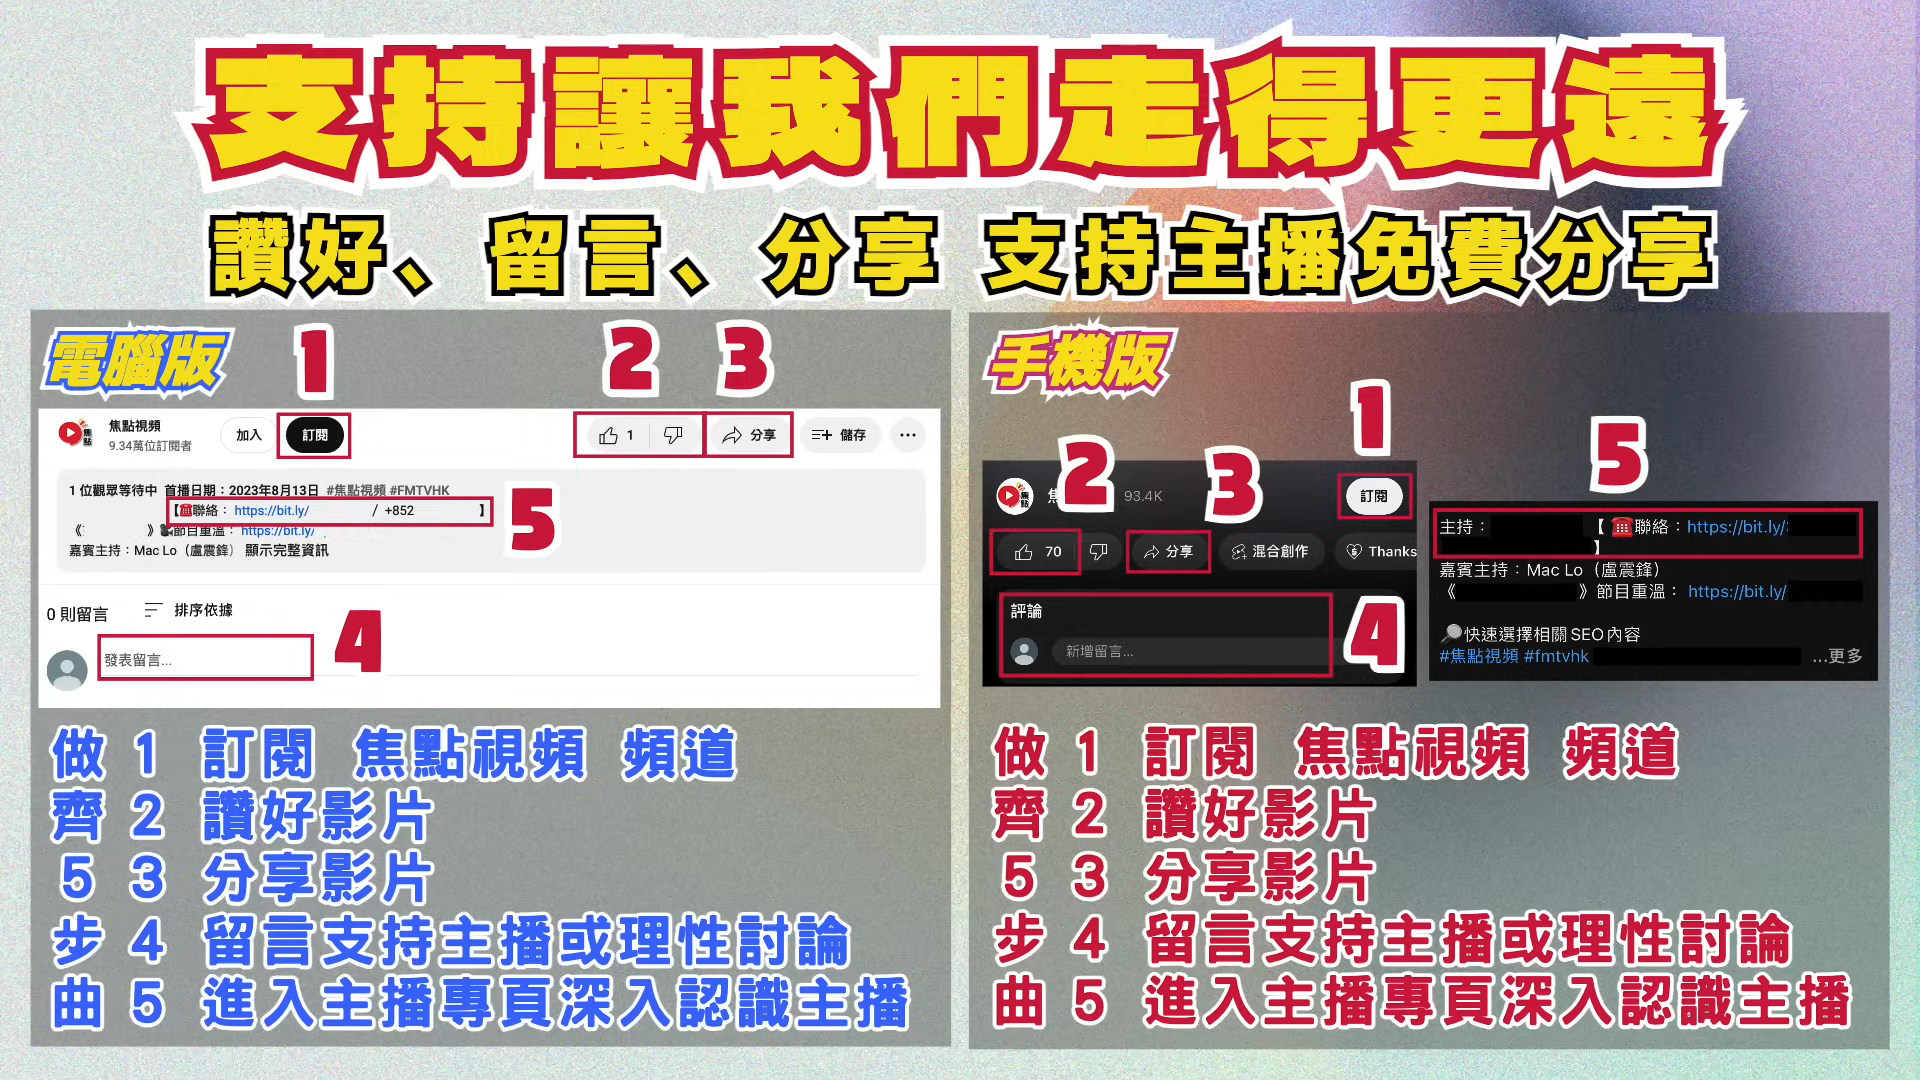 支持讓我們走得更遠
讚好、留言、分享 支持主播免費分享
電腦版
1
2
3
焦點視頻
9.34萬位訂閱者
加入
訂閱
1
分享
儲存
1 位觀眾等待中 首播日期：2023年8月13日 #焦點視頻 #FMTVHK
【☎聯絡： https://bit.ly/ / +852 】
《 》 節目重溫： https://bit.ly/
嘉賓主持：Mac Lo（盧震鋒） 顯示完整資訊
5
0 則留言
排序依據
發表留言...
4
做 1 訂閱 焦點視頻 頻道
齊 2 讚好影片
5 3 分享影片
步 4 留言支持主播或理性討論
曲 5 進入主播專頁深入認識主播
手機版
1
2
3
焦
93.4K
訂閱
70
分享
混合創作
Thanks
評論
新增留言...
4
5
主持： 【☎聯絡：https://bit.ly/
】
嘉賓主持：Mac Lo（盧震鋒）
《 》節目重溫： https://bit.ly/
快速選擇相關SEO內容
#焦點視頻 #fmtvhk
...更多
做 1 訂閱 焦點視頻 頻道
齊 2 讚好影片
5 3 分享影片
步 4 留言支持主播或理性討論
曲 5 進入主播專頁深入認識主播